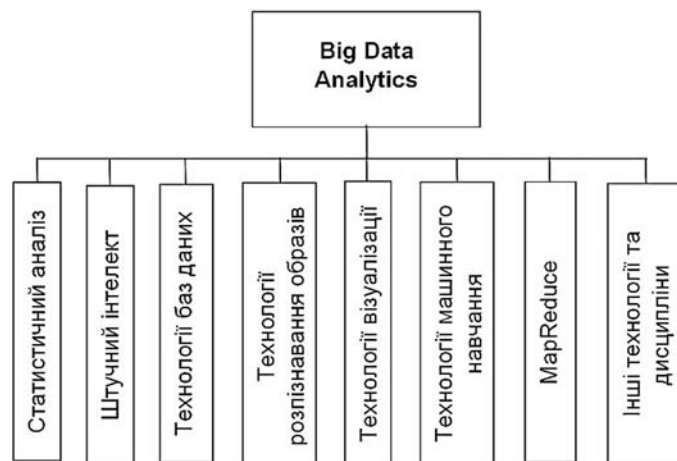 Big Data
Analytics
Статистичний аналіз
Штучний інтелект
Технології баз даних
Технології
розпізнавання образів
Технології візуалізації
Технології машинного
навчання
MapReduce
Інші технології та
дисципліни